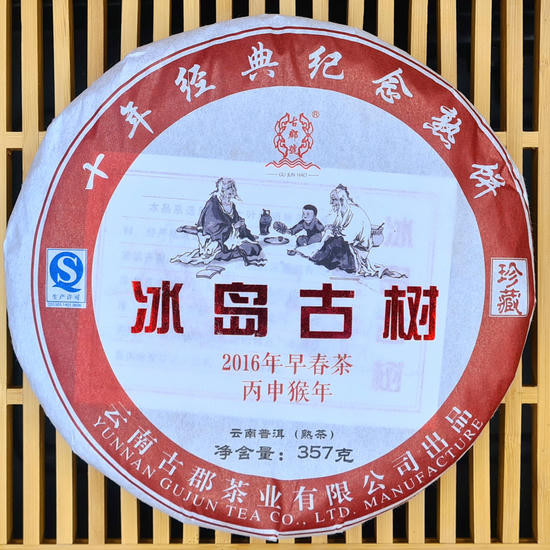 十年经典纪念熟饼
古郡號
®
GU JUN HAO
生产许可
珍藏
冰岛古树
2016年早春茶
丙申猴年
云南普洱（熟茶）
净含量：357克
云南古郡茶业有限公司出品
YUNNAN GUJUN TEA CO., LTD. MANUFACTURE